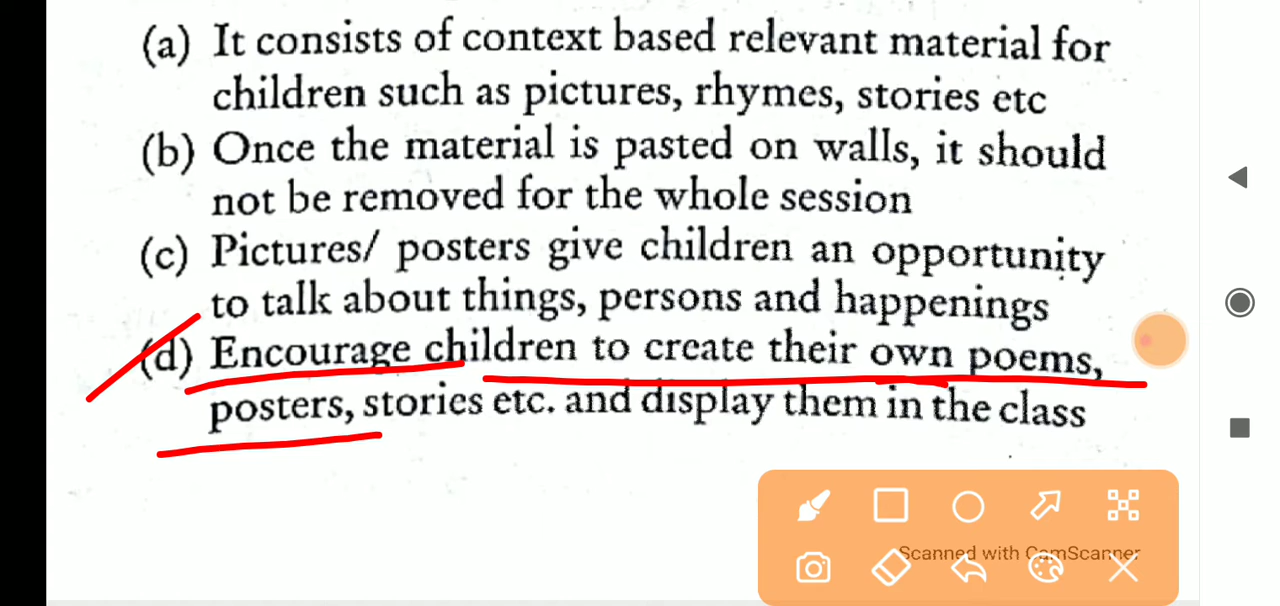 (a) It consists of context based relevant material for
children such as pictures, rhymes, stories etc
(b) Once the material is pasted on walls, it should
not be removed for the whole session
(c) Pictures/ posters give children an opportunity
to talk about things, persons and happenings
(d) Encourage children to create their own poems,
posters, stories etc. and display them in the class
Scanned with CamScanner